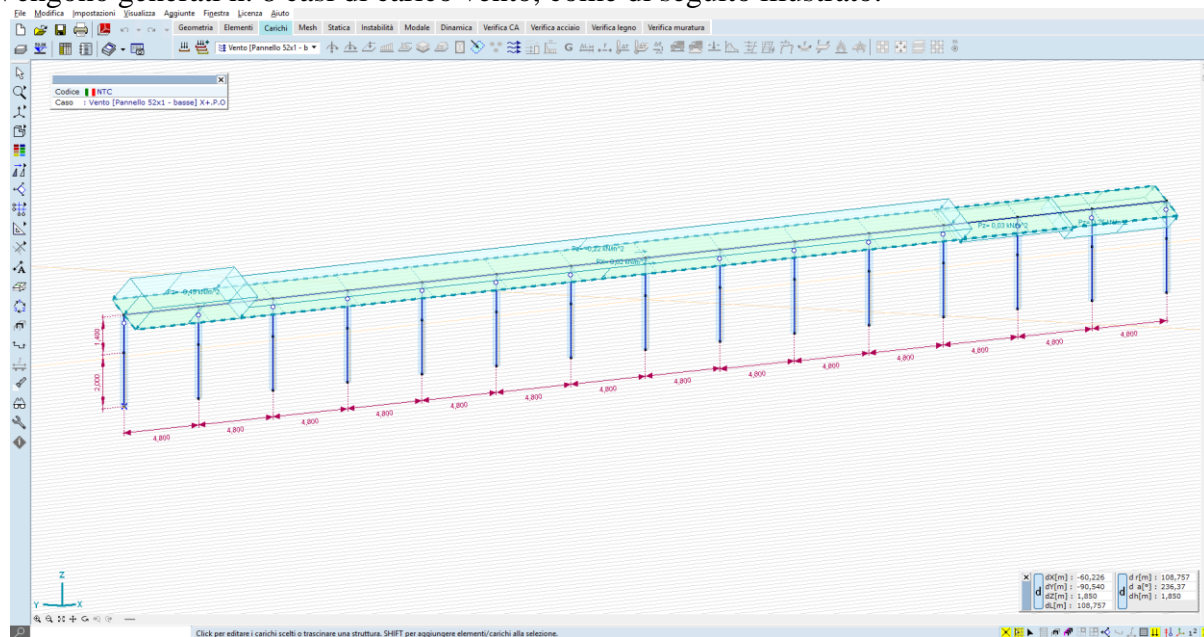 vengono generati n. 8 casi di carico vento, come di seguito illustrato:
File Modifica Impostazioni Visualizza Aggiunte Finestra Licenza Aiuto
Geometria Elementi Carichi Mesh Statica Instabilità Modale Dinamica Verifica CA Verifica acciaio Verifica legno Verifica muratura
Vento [Pannello 52x1 - b
Codice NTC
Caso : Vento [Pannello 52x1 - basse] X+.P.O
Pz= 0,03 kN/m^2
1,400
2,000
4,800
4,800
4,800
4,800
4,800
4,800
4,800
4,800
4,800
4,800
4,800
4,800
4,800
4,800
Z
Y X
dX[m] : -60,226
dY[m] : -90,540
dZ[m] : 1,850
dL[m] : 108,757
d r[m] : 108,757
d a[°] : 236,37
dh[m] : 1,850
Click per editare i carichi scelti o trascinare una struttura. SHIFT per aggiungere elementi/carichi alla selezione.